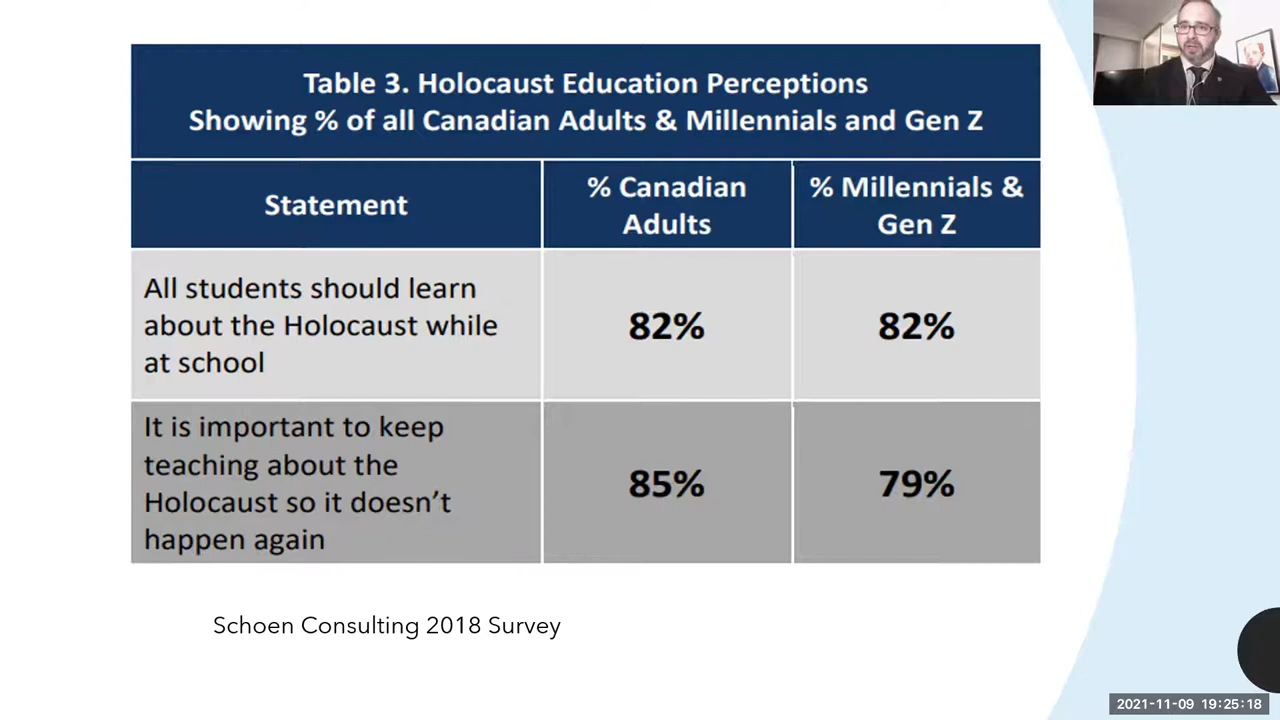 Table 3. Holocaust Education Perceptions
Showing % of all Canadian Adults & Millennials and Gen Z
Statement
% Canadian
Adults
% Millennials &
Gen Z
All students should learn
about the Holocaust while
at school
82%
82%
It is important to keep
teaching about the
Holocaust so it doesn’t
happen again
85%
79%
Schoen Consulting 2018 Survey
2021-11-09 19:25:18